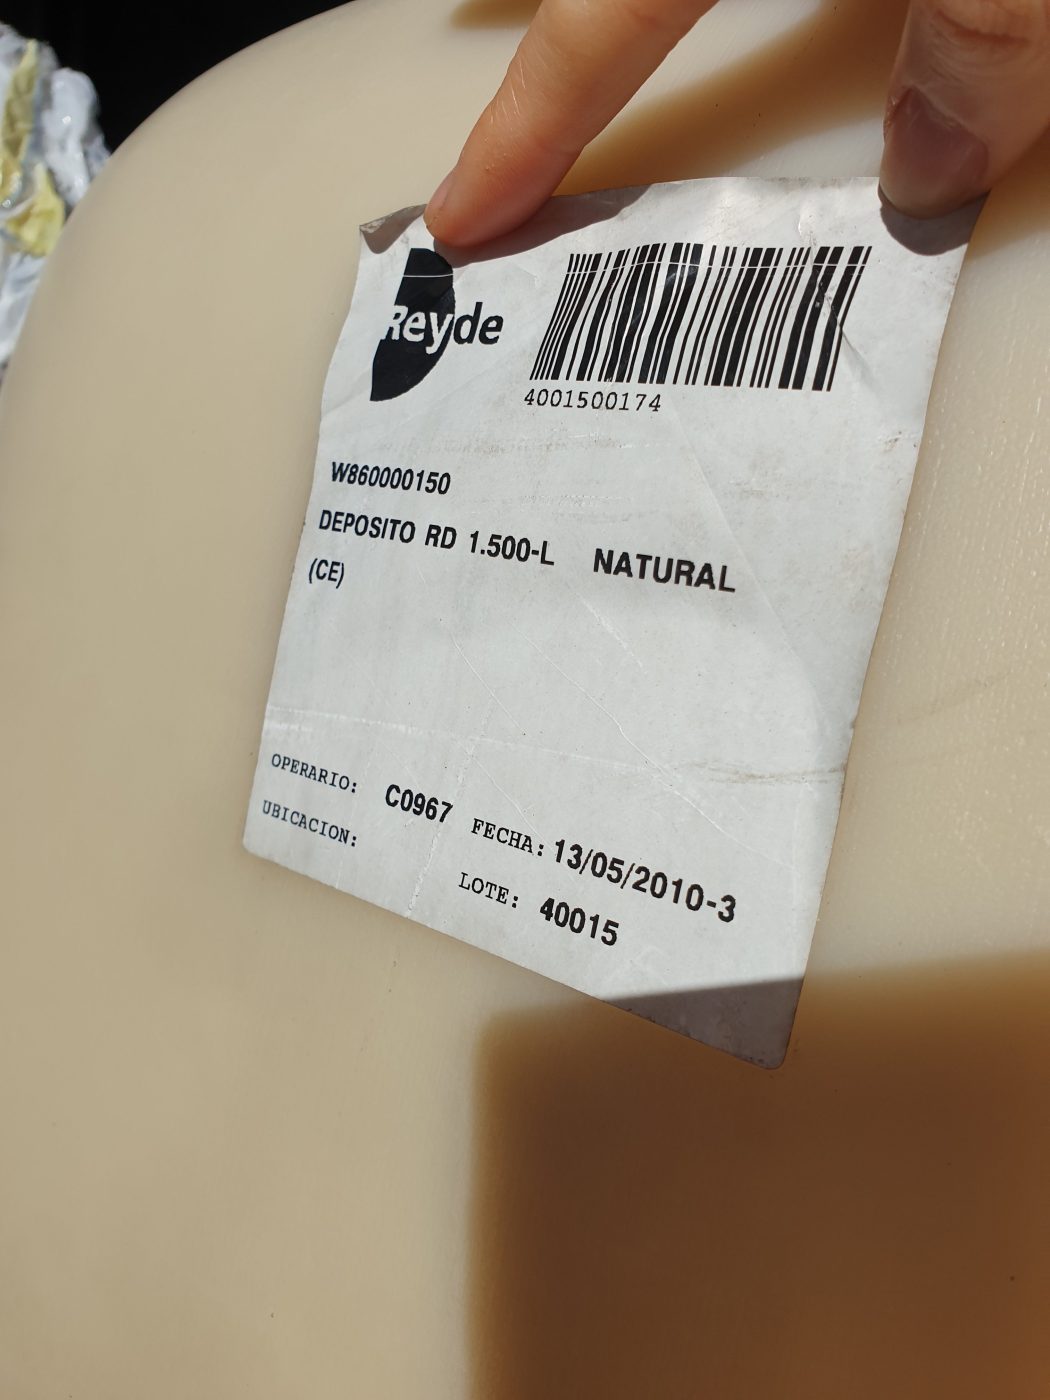 Reyde
4001500174
W860000150
DEPOSITO RD 1.500-L NATURAL
(CE)
OPERARIO: C0967 FECHA: 13/05/2010-3
UBICACION: LOTE: 40015